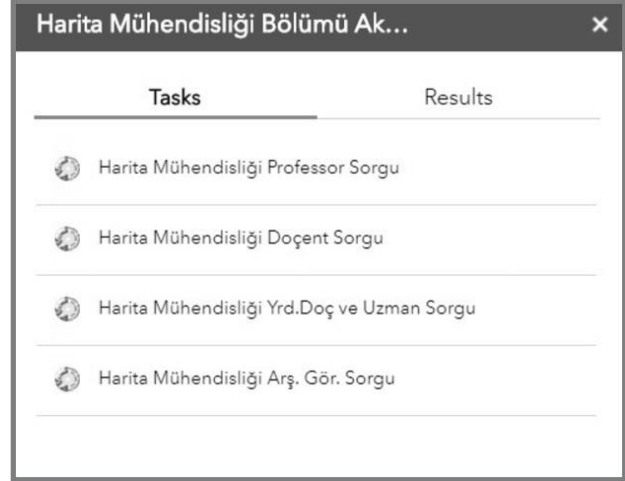 Harita Mühendisliği Bölümü Ak...
×
Tasks Results
Harita Mühendisliği Professor Sorgu
Harita Mühendisliği Doçent Sorgu
Harita Mühendisliği Yrd.Doç ve Uzman Sorgu
Harita Mühendisliği Arş. Gör. Sorgu